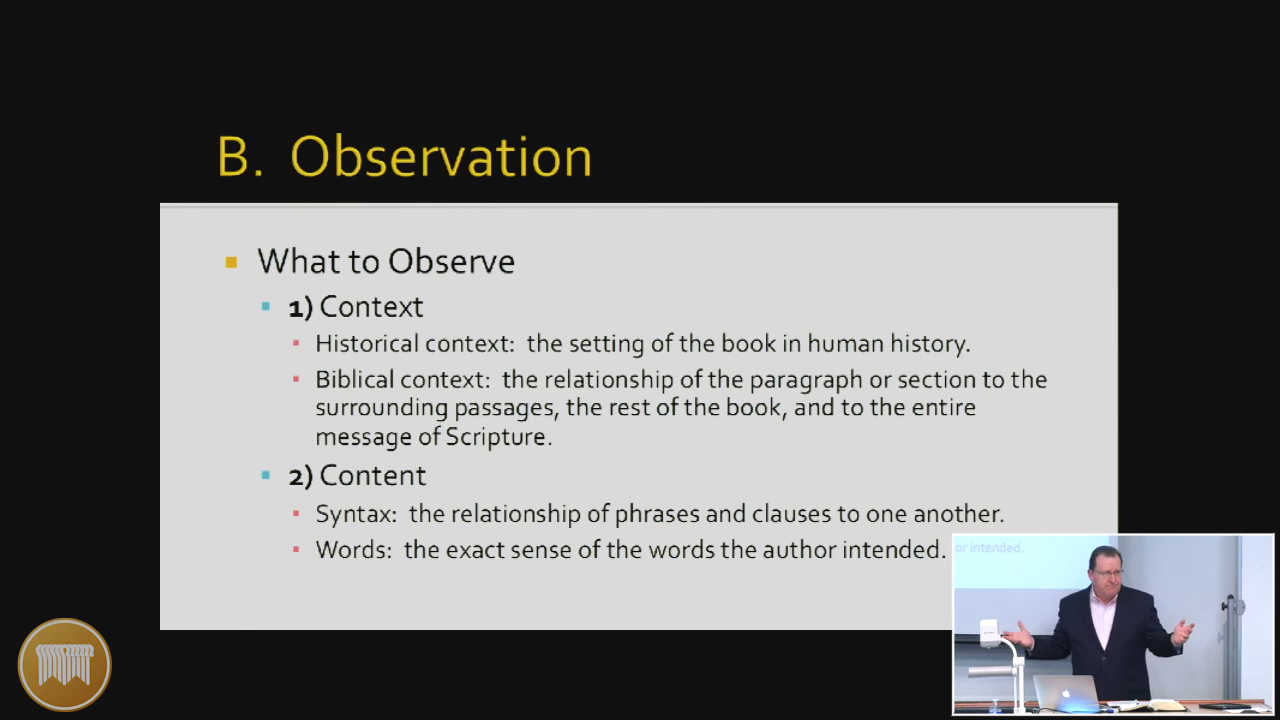 B. Observation
What to Observe
1) Context
Historical context: the setting of the book in human history.
Biblical context: the relationship of the paragraph or section to the
surrounding passages, the rest of the book, and to the entire
message of Scripture.
2) Content
Syntax: the relationship of phrases and clauses to one another.
Words: the exact sense of the words the author intended.
or intended.